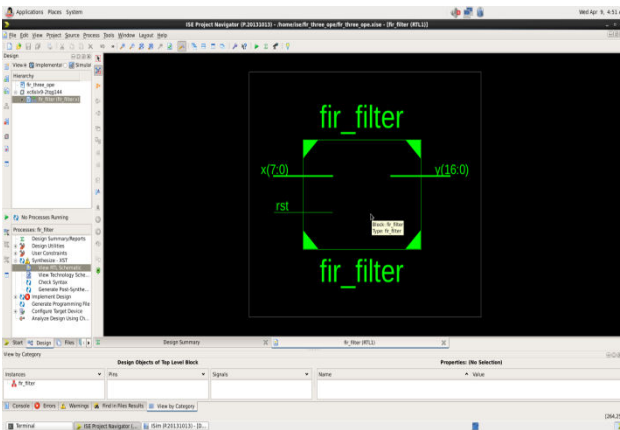 Applications Places System
Wed Apr 9, 4:51
ISE Project Navigator (P.20131013) - /home/ise/fir_three_ope/fir_three_ope.xise - [fir_filter (RTL1)]
File Edit View Project Source Process Tools Window Layout Help
Design
View:
Implementation
Simulation
Hierarchy
fir_three_ope
Processes: fir_filter
No Processes Running
Design Summary/Reports
Design Utilities
User Constraints
Synthesize - XST
View RTL Schematic
View Technology Sche...
Check Syntax
Generate Post-Synthe...
Implement Design
Generate Programming File
Configure Target Device
Analyze Design Using Ch...
fir_filter
x(7:0)
y(16:0)
rst
Block: fir_filter
Type: fir_filter
fir_filter
Start
Design
Files
Design Summary
fir_filter (RTL1)
View by Category
Design Objects of Top Level Block
Properties: (No Selection)
Instances
Pins
Signals
Name
Value
fir_filter
Console
Errors
Warnings
Find in Files Results
View by Category
Terminal
ISE Project Navigator (...
ISim (P.20131013) - [D...